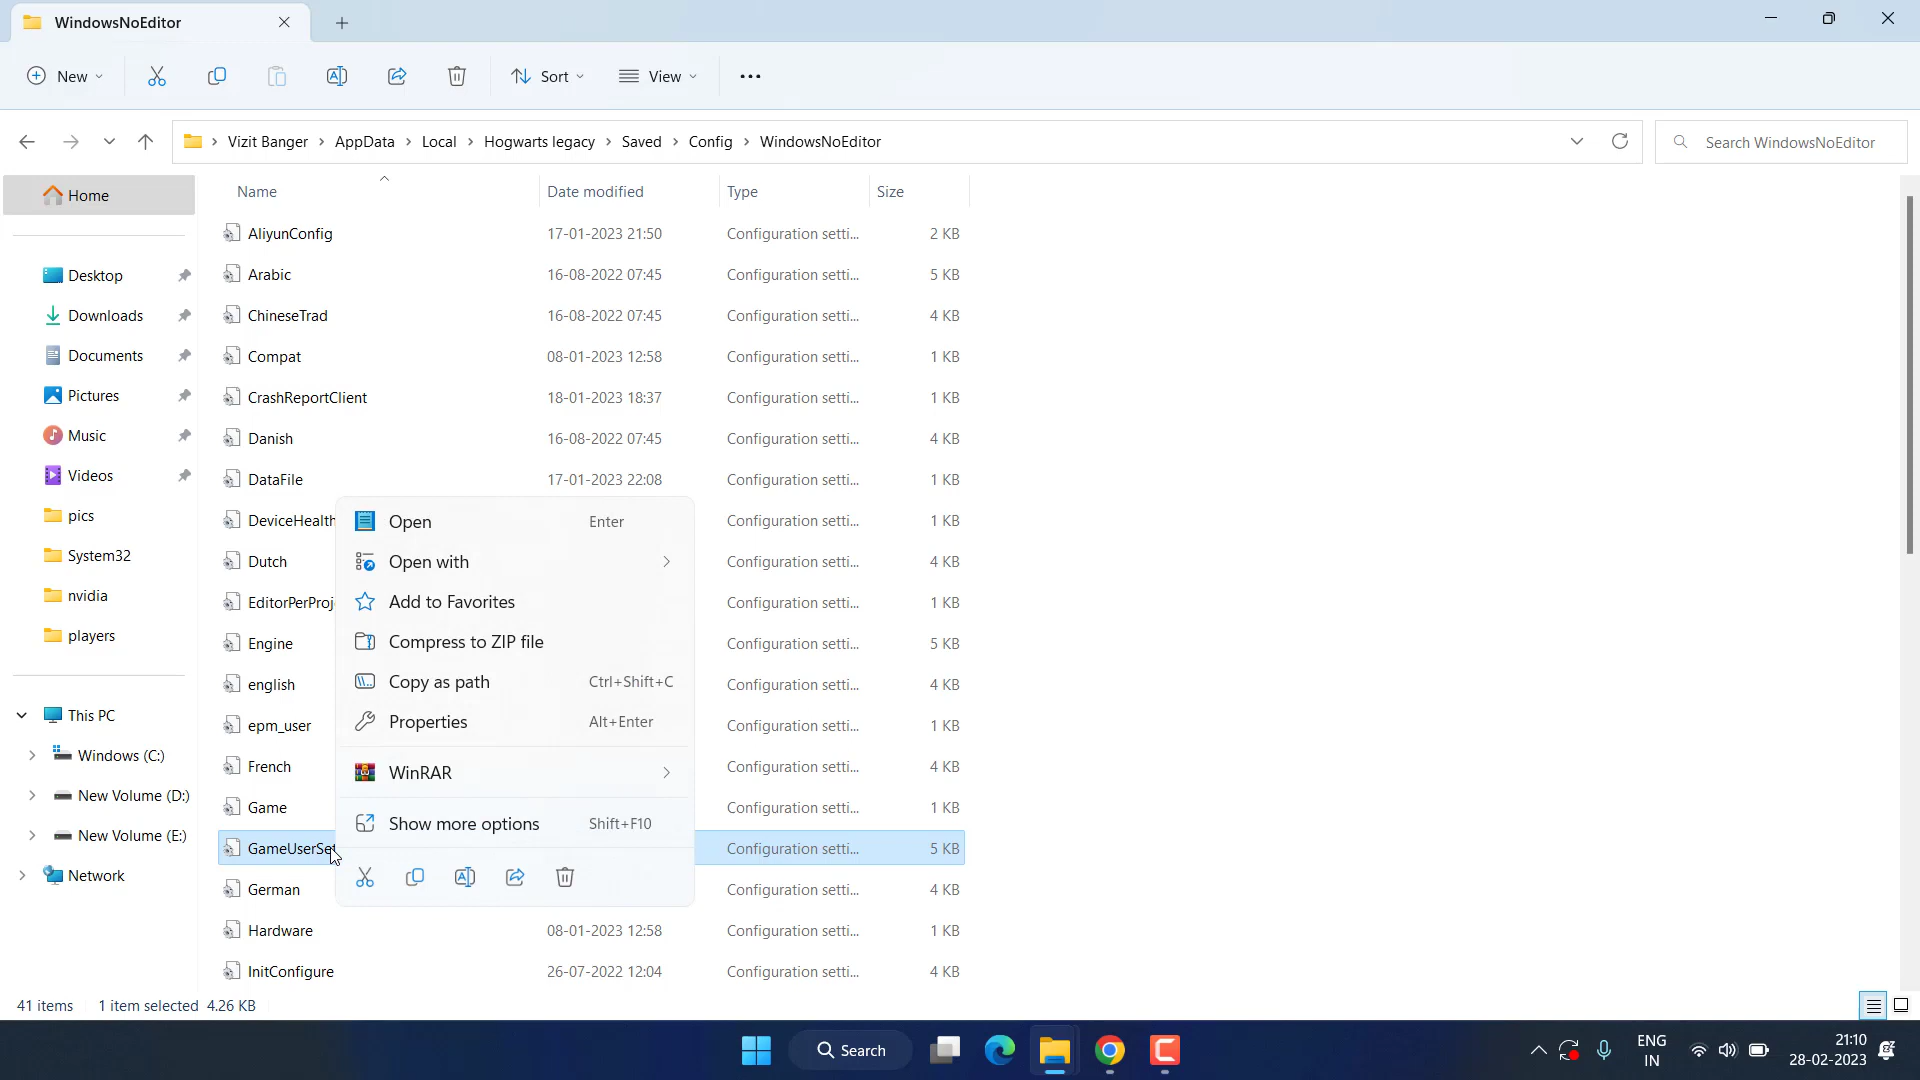 WindowsNoEditor
New
Sort
View
Vizit Banger
AppData
Local
Hogwarts legacy
Saved
Config
WindowsNoEditor
Search WindowsNoEditor
Home
Desktop
Downloads
Documents
Pictures
Music
Videos
pics
System32
nvidia
players
This PC
Windows (C:)
New Volume (D:)
New Volume (E:)
Network
Name Date modified Type Size
AliyunConfig 17-01-2023 21:50 Configuration setti... 2 KB
Arabic 16-08-2022 07:45 Configuration setti... 5 KB
ChineseTrad 16-08-2022 07:45 Configuration setti... 4 KB
Compat 08-01-2023 12:58 Configuration setti... 1 KB
CrashReportClient 18-01-2023 18:37 Configuration setti... 1 KB
Danish 16-08-2022 07:45 Configuration setti... 4 KB
DataFile 17-01-2023 22:08 Configuration setti... 1 KB
DeviceHealth Configuration setti... 1 KB
Dutch Configuration setti... 4 KB
EditorPerProj Configuration setti... 1 KB
Engine Configuration setti... 5 KB
english Configuration setti... 4 KB
epm_user Configuration setti... 1 KB
French Configuration setti... 4 KB
Game Configuration setti... 1 KB
GameUserSet Configuration setti... 5 KB
German Configuration setti... 4 KB
Hardware 08-01-2023 12:58 Configuration setti... 1 KB
InitConfigure 26-07-2022 12:04 Configuration setti... 4 KB
Open Enter
Open with
Add to Favorites
Compress to ZIP file
Copy as path Ctrl+Shift+C
Properties Alt+Enter
WinRAR
Show more options Shift+F10
41 items 1 item selected 4.26 KB
Search
ENG
IN
21:10
28-02-2023